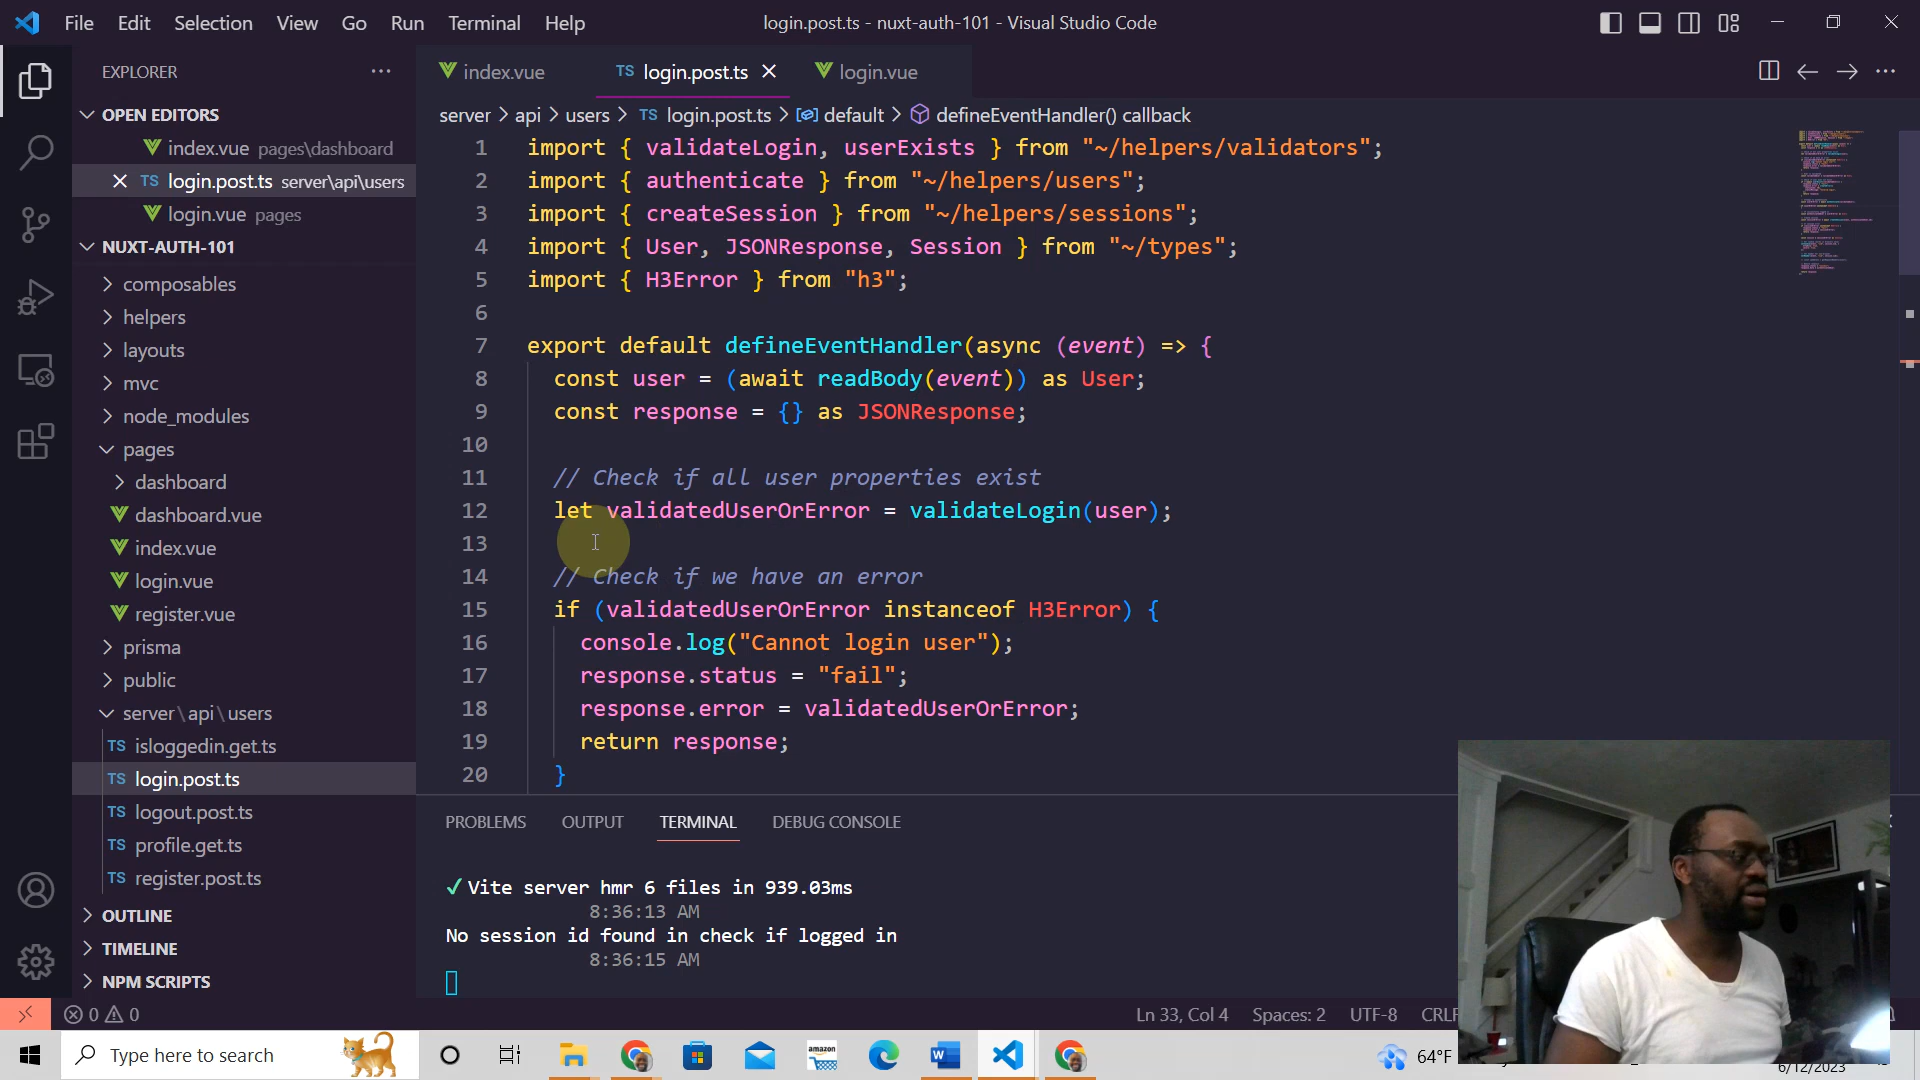 File Edit Selection View Go Run Terminal Help login.post.ts - nuxt-auth-101 - Visual Studio Code
EXPLORER
OPEN EDITORS
index.vue pages\dashboard
TS login.post.ts server\api\users
login.vue pages
NUXT-AUTH-101
composables
helpers
layouts
mvc
node_modules
pages
dashboard
dashboard.vue
index.vue
login.vue
register.vue
prisma
public
server\api\users
TS isloggedin.get.ts
TS login.post.ts
TS logout.post.ts
TS profile.get.ts
TS register.post.ts
OUTLINE
TIMELINE
NPM SCRIPTS
index.vue TS login.post.ts login.vue
server > api > users > TS login.post.ts > default > defineEventHandler() callback
1 import { validateLogin, userExists } from "~/helpers/validators";
2 import { authenticate } from "~/helpers/users";
3 import { createSession } from "~/helpers/sessions";
4 import { User, JSONResponse, Session } from "~/types";
5 import { H3Error } from "h3";
6
7 export default defineEventHandler(async (event) => {
8 const user = (await readBody(event)) as User;
9 const response = {} as JSONResponse;
10
11 // Check if all user properties exist
12 let validatedUserOrError = validateLogin(user);
13
14 // Check if we have an error
15 if (validatedUserOrError instanceof H3Error) {
16 console.log("Cannot login user");
17 response.status = "fail";
18 response.error = validatedUserOrError;
19 return response;
20 }
PROBLEMS OUTPUT TERMINAL DEBUG CONSOLE
✓ Vite server hmr 6 files in 939.03ms
8:36:13 AM
No session id found in check if logged in
8:36:15 AM
0 0 Ln 33, Col 4 Spaces: 2 UTF-8 CRLF
Type here to search amazon 64°F
6/12/2023